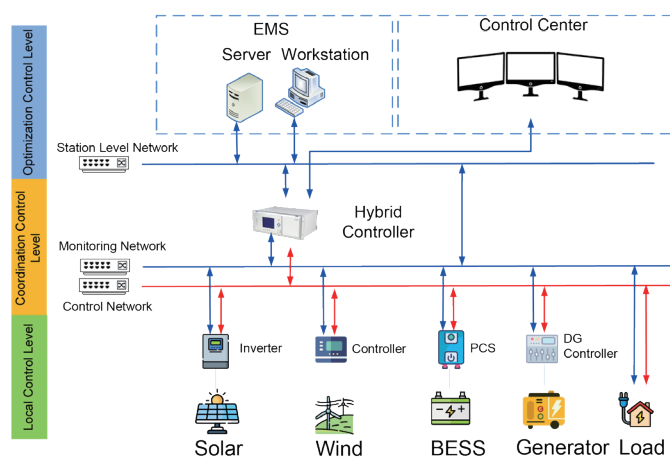 EMS
Control Center
Server
Workstation
Optimization Control Level
Station Level Network
Coordination Control
Level
Hybrid
Controller
Monitoring Network
Control Network
Local Control Level
Inverter
Controller
PCS
DG
Controller
Solar
Wind
BESS
Generator
Load